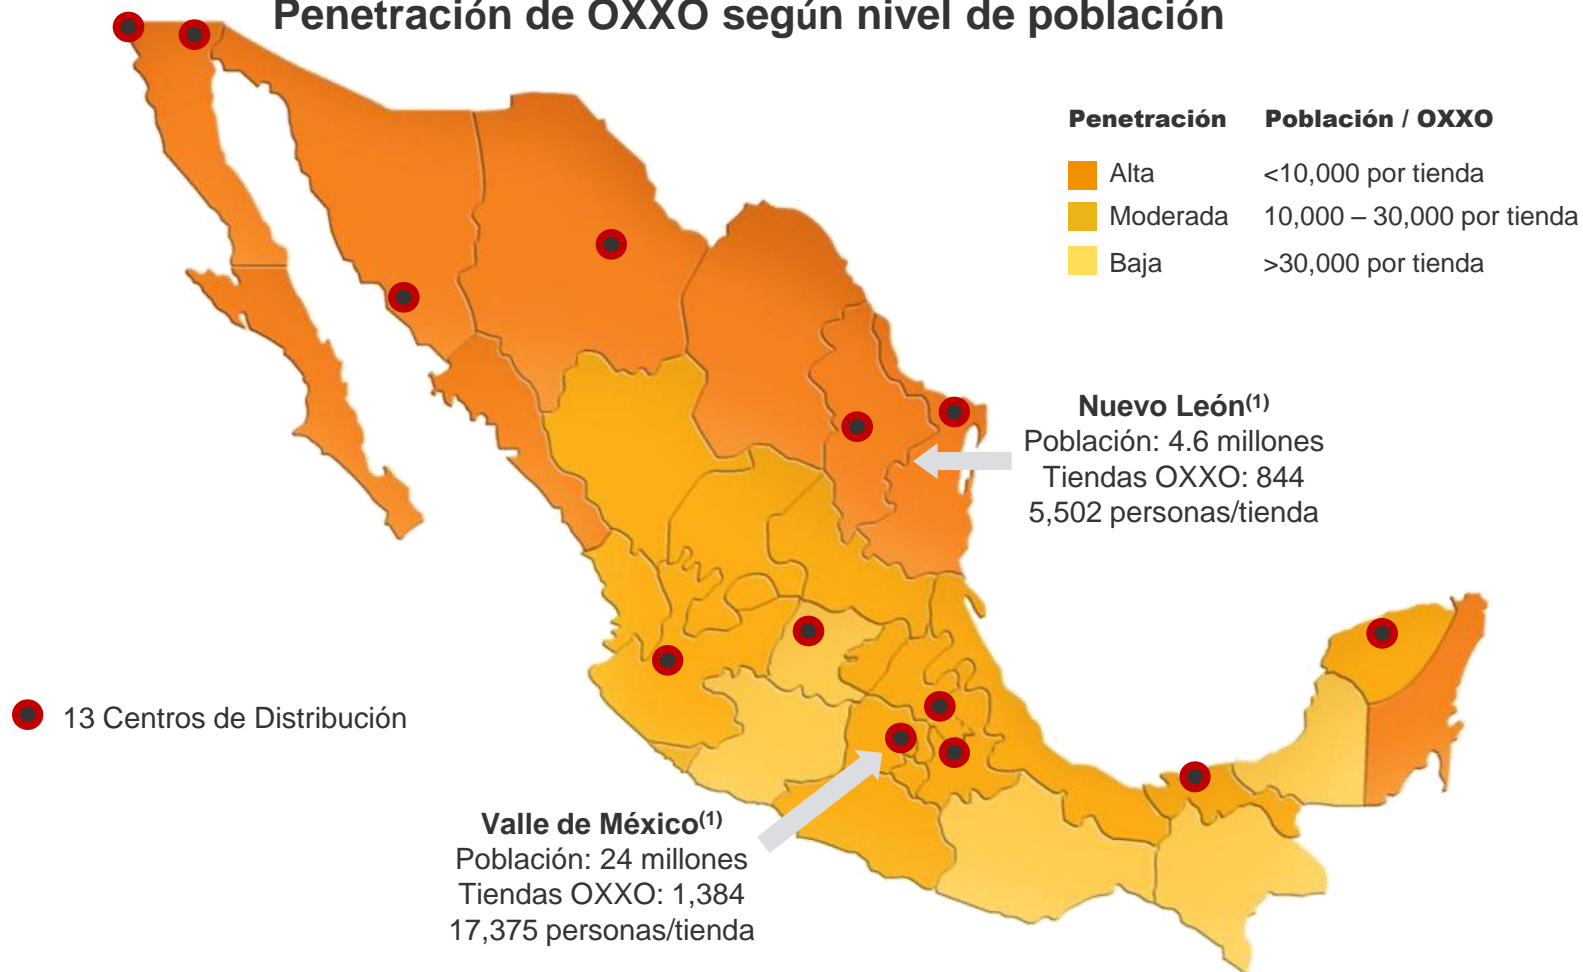 Penetración de OXXO según nivel de población
Penetración Población / OXXO
Alta <10,000 por tienda
Moderada 10,000 – 30,000 por tienda
Baja >30,000 por tienda
Nuevo León(1)
Población: 4.6 millones
Tiendas OXXO: 844
5,502 personas/tienda
13 Centros de Distribución
Valle de México(1)
Población: 24 millones
Tiendas OXXO: 1,384
17,375 personas/tienda